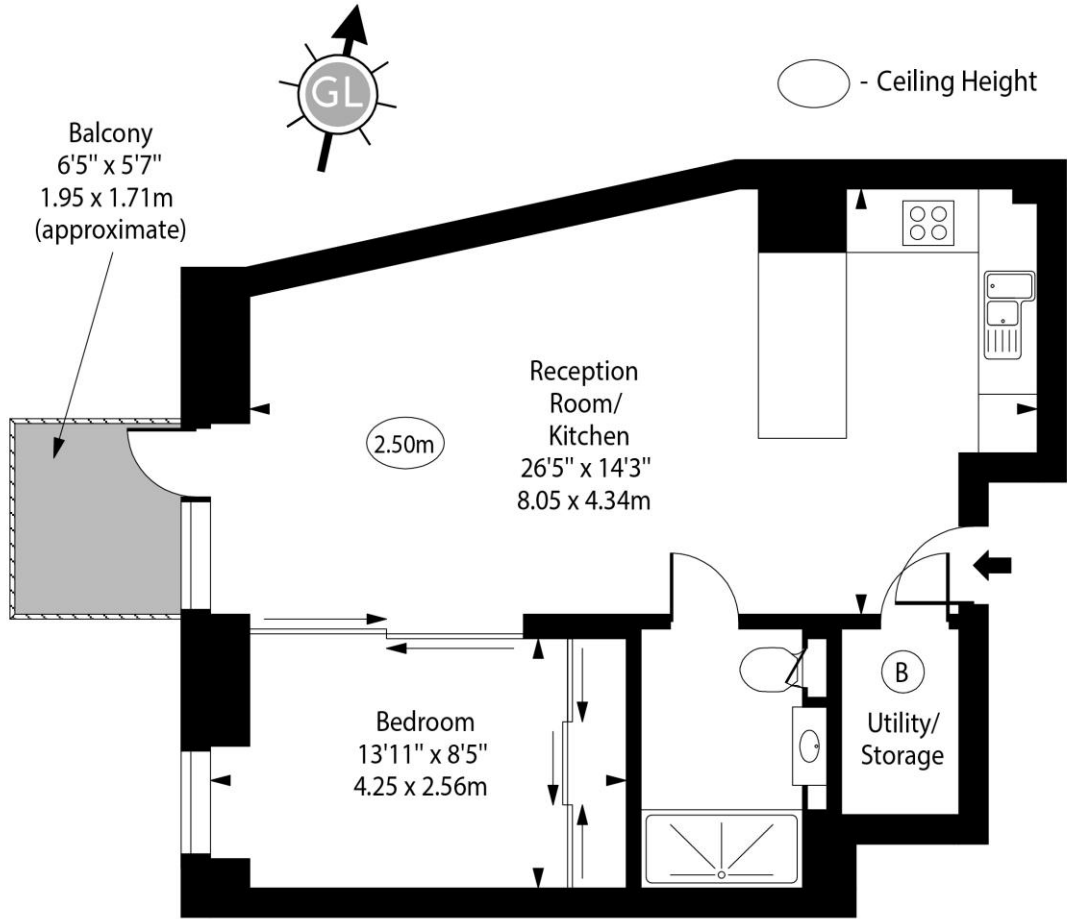 GL
- Ceiling Height
Balcony
6'5" x 5'7"
1.95 x 1.71m
(approximate)
2.50m
Reception
Room/
Kitchen
26'5" x 14'3"
8.05 x 4.34m
Bedroom
13'11" x 8'5"
4.25 x 2.56m
B
Utility/
Storage